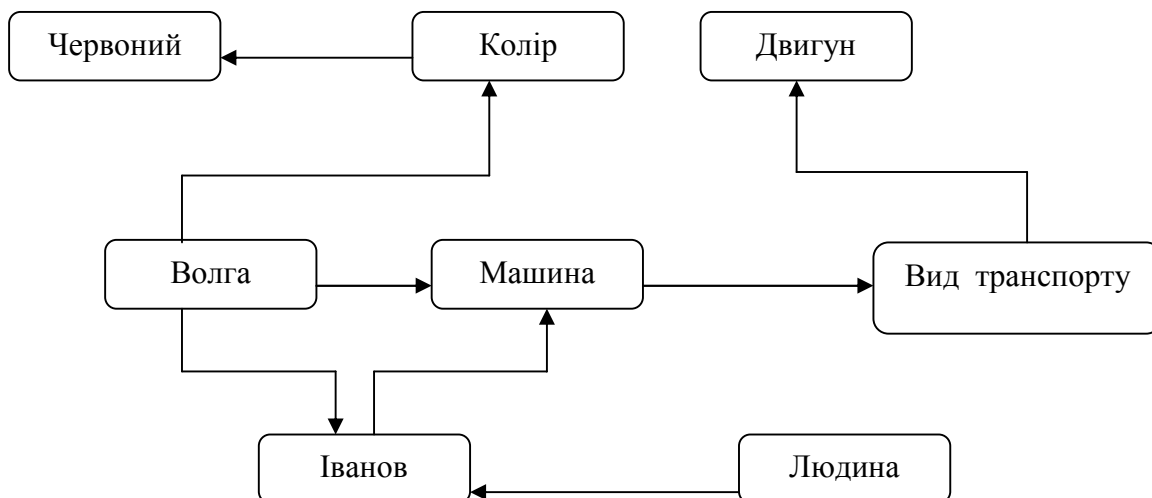 Червоний
Колір
Двигун
Волга
Машина
Вид транспорту
Іванов
Людина